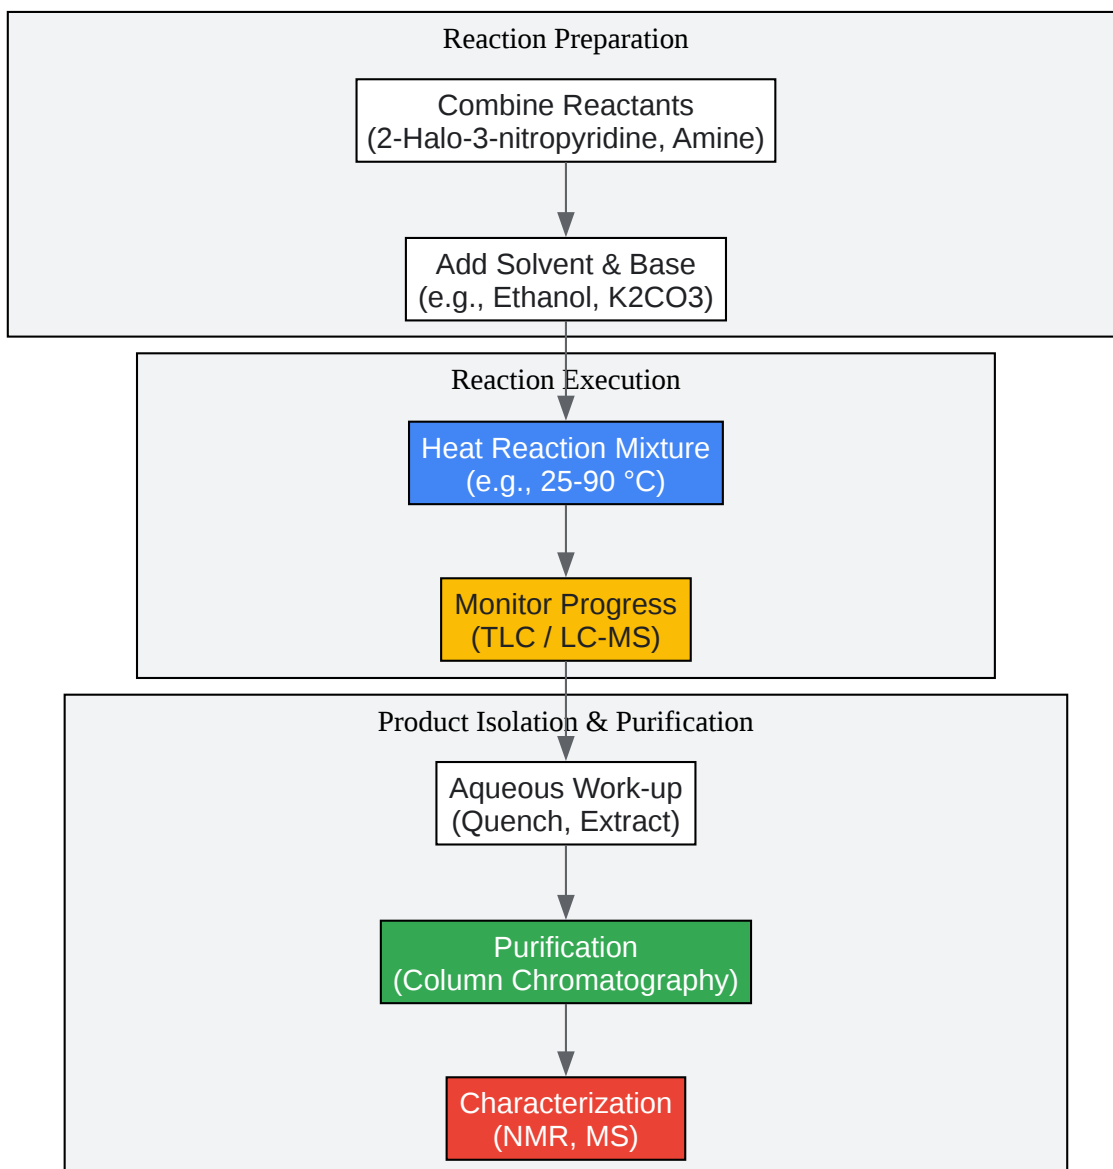 Reaction Preparation
Combine Reactants
(2-Halo-3-nitropyridine, Amine)
Add Solvent & Base
(e.g., Ethanol, K2CO3)
Reaction Execution
Heat Reaction Mixture
(e.g., 25-90 °C)
Monitor Progress
(TLC / LC-MS)
Product Isolation & Purification
Aqueous Work-up
(Quench, Extract)
Purification
(Column Chromatography)
Characterization
(NMR, MS)